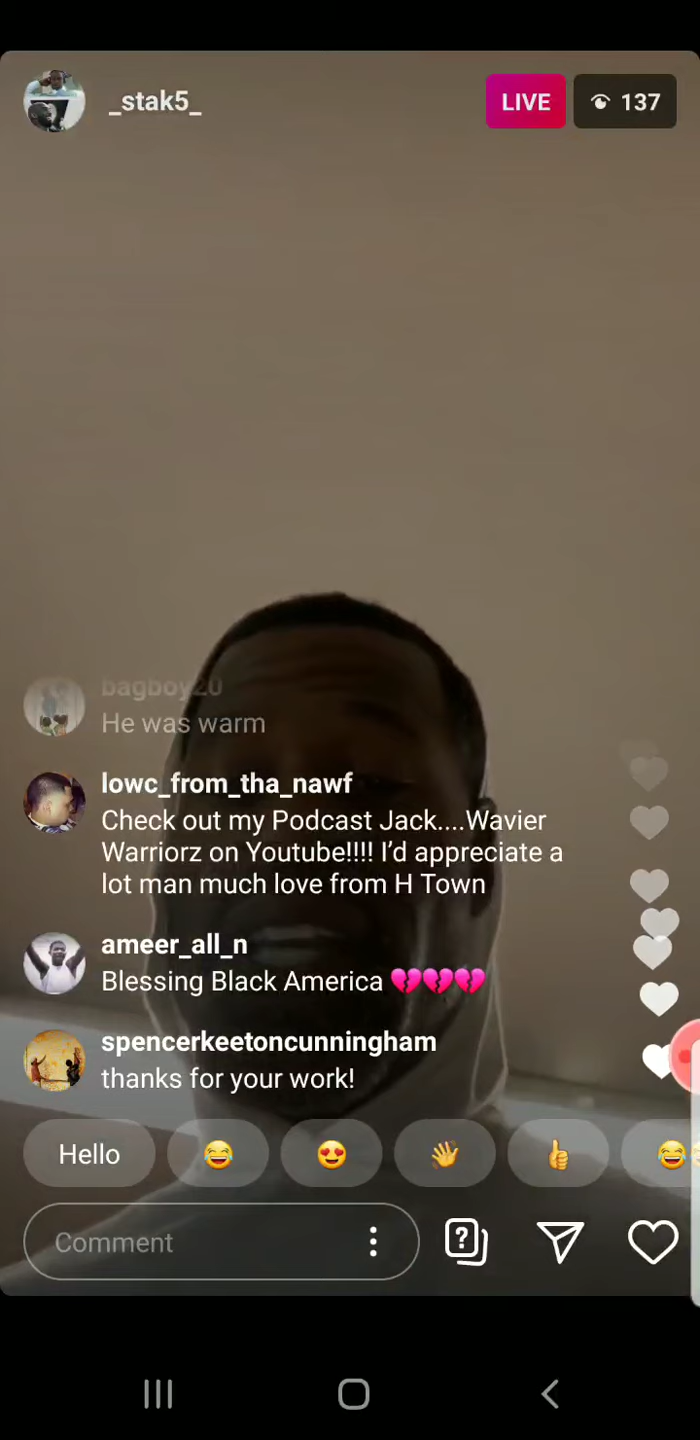 _stak5_
LIVE
137
bagboy20
He was warm
lowc_from_tha_nawf
Check out my Podcast Jack....Wavier
Warriorz on Youtube!!!! I’d appreciate a
lot man much love from H Town
ameer_all_n
Blessing Black America 💔💔💔
spencerkeetoncunningham
thanks for your work!
Hello 😂 😍 👋 👍 😂
Comment